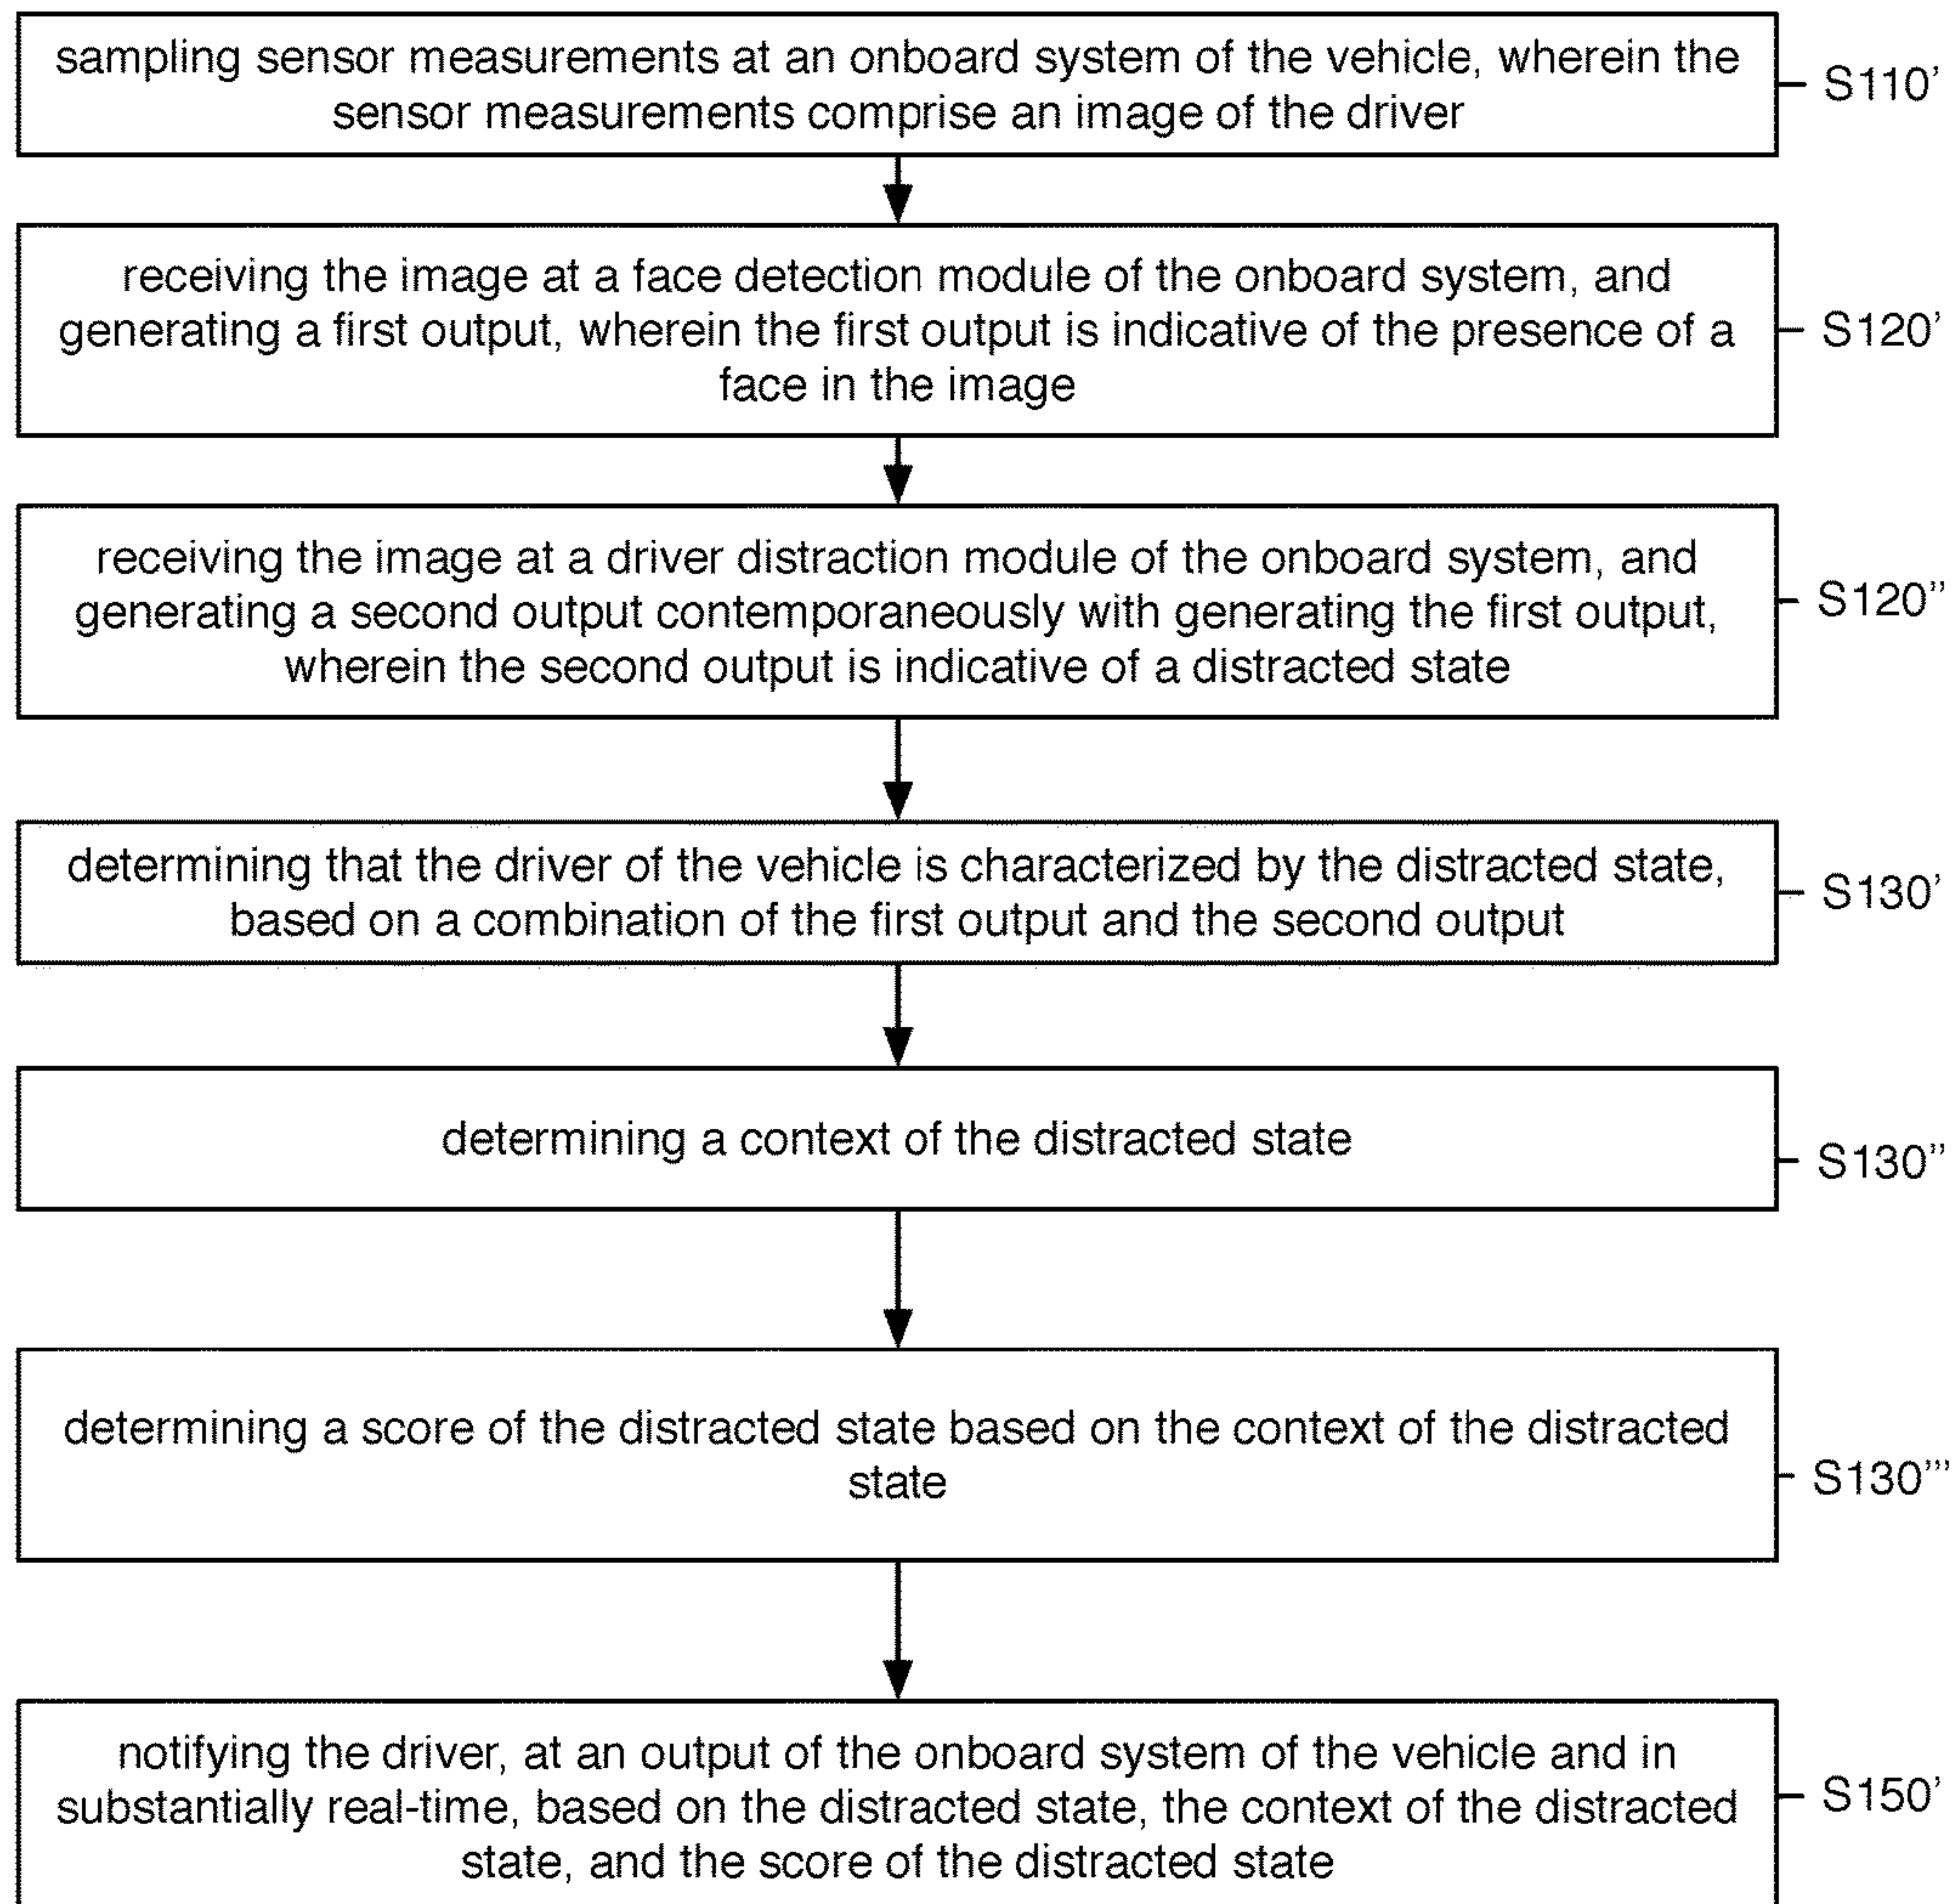 sampling sensor measurements at an onboard system of the vehicle, wherein the
sensor measurements comprise an image of the driver
S110'
receiving the image at a face detection module of the onboard system, and
generating a first output, wherein the first output is indicative of the presence of a
face in the image
S120'
receiving the image at a driver distraction module of the onboard system, and
generating a second output contemporaneously with generating the first output,
wherein the second output is indicative of a distracted state
S120''
determining that the driver of the vehicle is characterized by the distracted state,
based on a combination of the first output and the second output
S130'
determining a context of the distracted state
S130''
determining a score of the distracted state based on the context of the distracted
state
S130'''
notifying the driver, at an output of the onboard system of the vehicle and in
substantially real-time, based on the distracted state, the context of the distracted
state, and the score of the distracted state
S150'